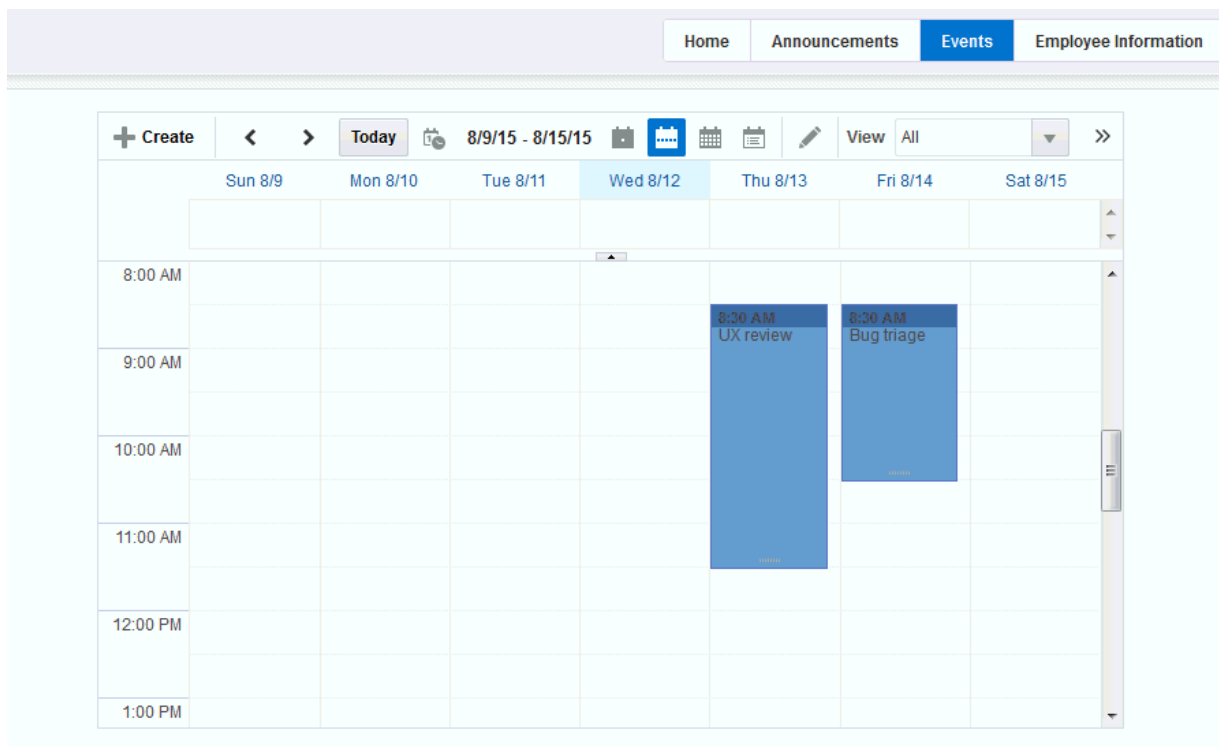 Home Announcements Events Employee Information
Create Today 8/9/15 - 8/15/15 View All
Sun 8/9 Mon 8/10 Tue 8/11 Wed 8/12 Thu 8/13 Fri 8/14 Sat 8/15
8:00 AM
8:30 AM 8:30 AM
UX review Bug triage
9:00 AM
10:00 AM
11:00 AM
12:00 PM
1:00 PM